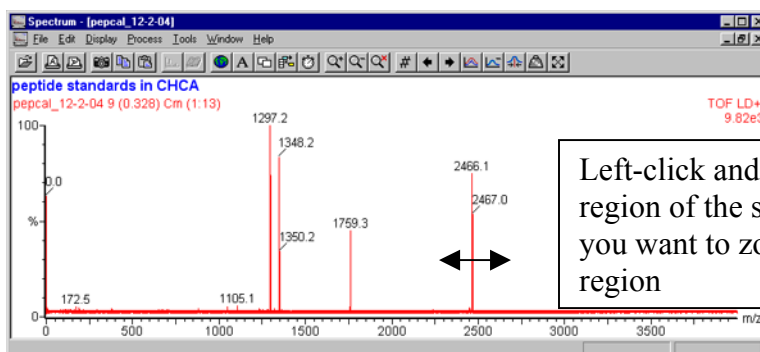 Spectrum - [pepcal_12-2-04]
File Edit Display Process Tools Window Help
peptide standards in CHCA
pepcal_12-2-04 9 (0.328) Cm (1:13)
TOF LD+
9.82e3
100
%
0
0.0
172.5
1105.1
1297.2
1348.2
1350.2
1759.3
2466.1
2467.0
0 500 1000 1500 2000 2500 3000 3500 m/z
Left-click and
region of the s
you want to zo
region